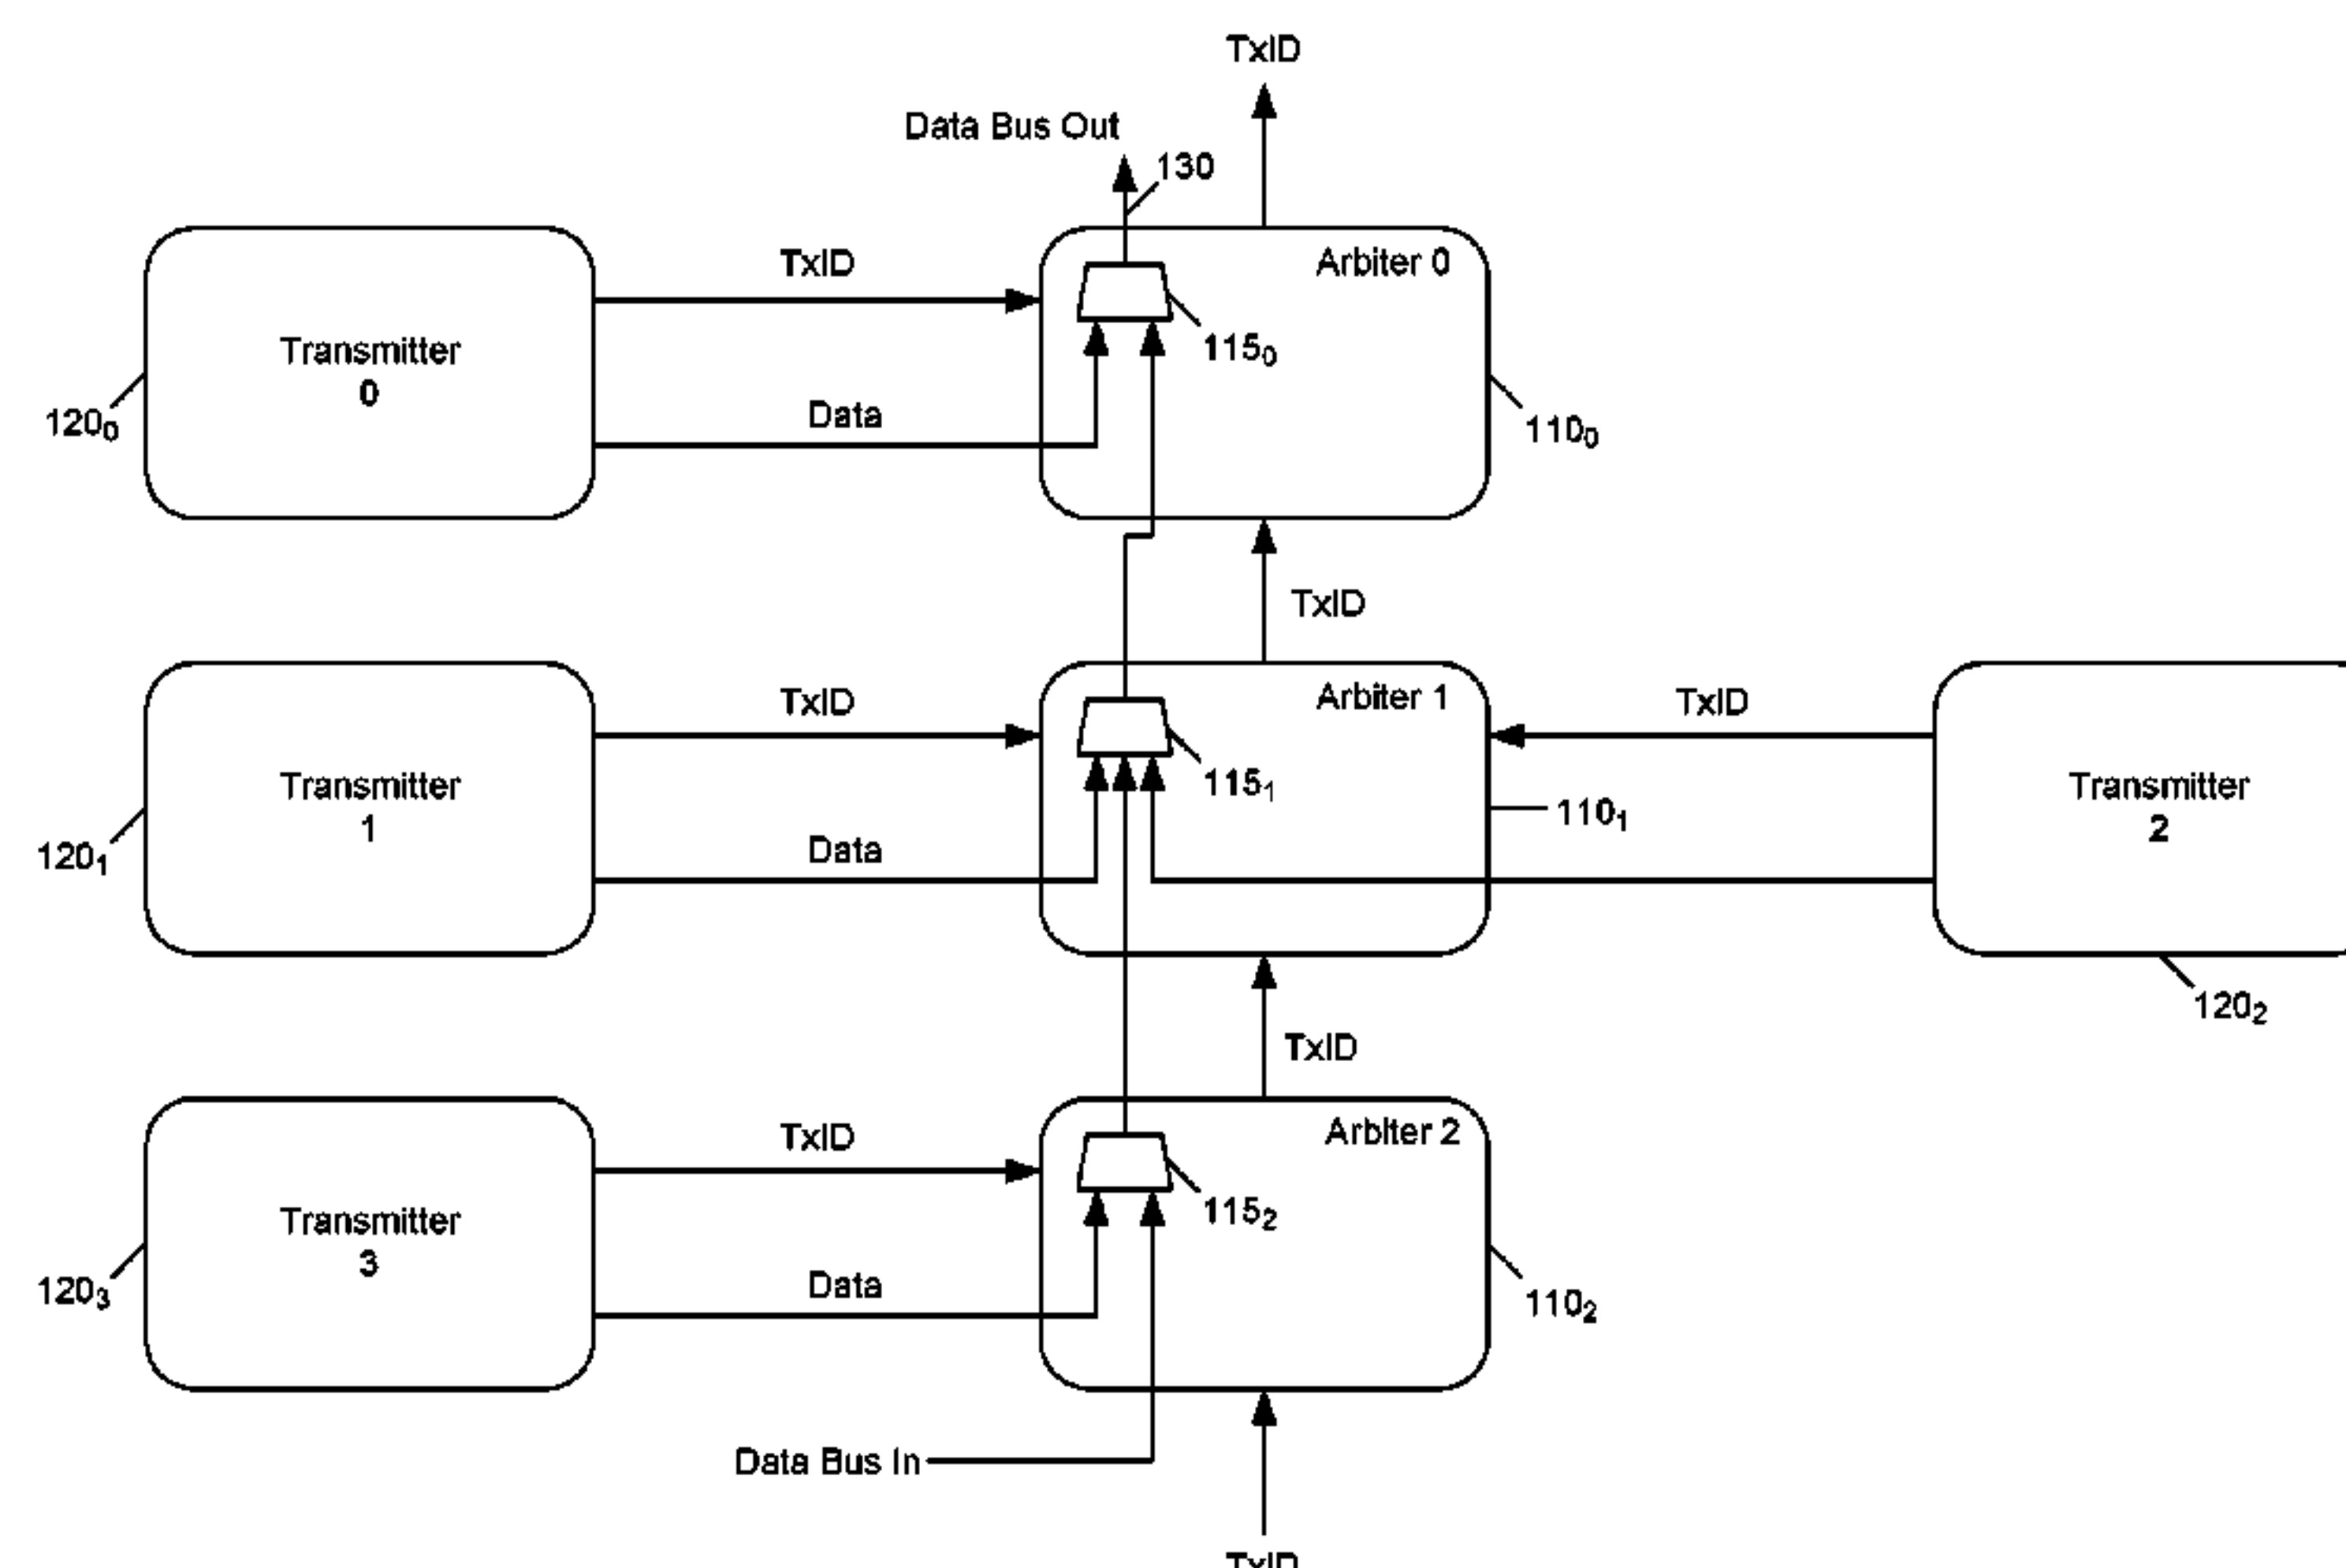 TxID
Data Bus Out
130
Transmitter
0
120₀
TxID
Data
Arbiter 0
115₀
110₀
TxID
Transmitter
1
120₁
TxID
Data
Arbiter 1
115₁
110₁
TxID
Transmitter
2
120₂
TxID
Transmitter
3
120₃
TxID
Data
Arbiter 2
115₂
110₂
Data Bus In
TxID